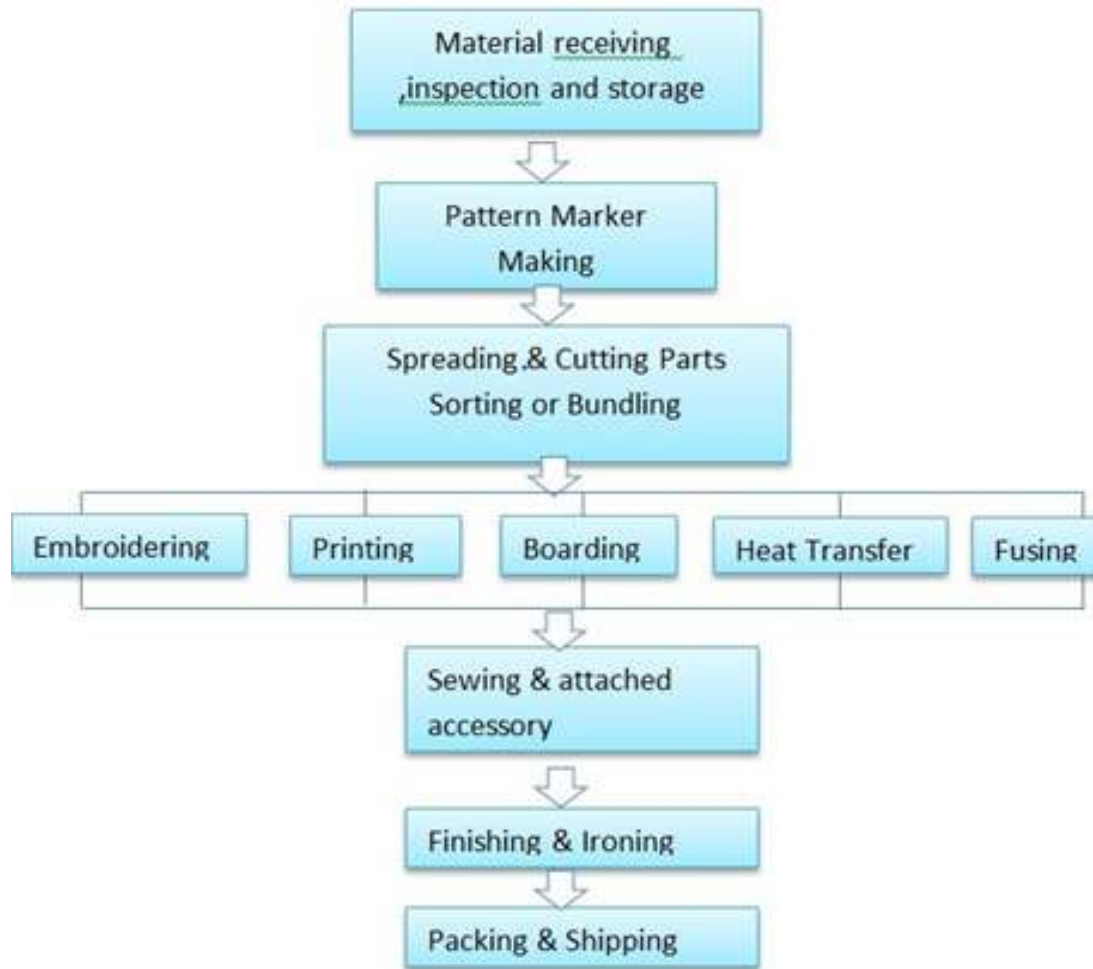 Material receiving
,inspection and storage
Pattern Marker
Making
Spreading.& Cutting Parts
Sorting or Bundling
Embroidering
Printing
Boarding
Heat Transfer
Fusing
Sewing & attached
accessory
Finishing & Ironing
Packing & Shipping